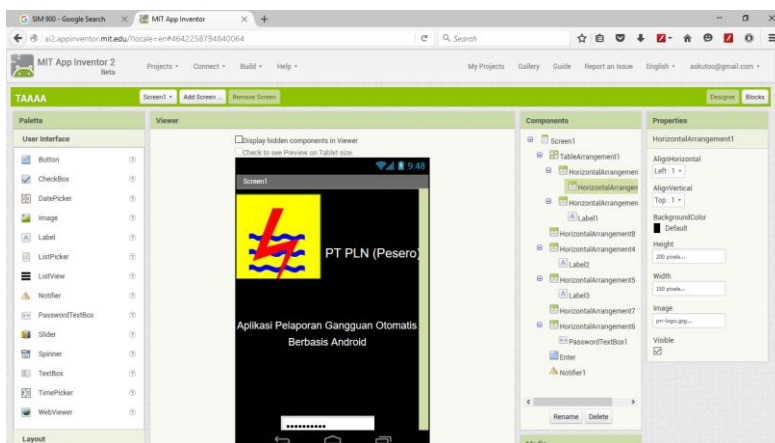 SIM 900 - Google Search
MIT App Inventor 2
ai2.appinventor.mit.edu/?locale=en#4642258794840064
Search
MIT App Inventor 2
Beta
Projects
Connect
Build
Help
My Projects
Gallery
Guide
Report an Issue
English
askutoo@gmail.com
TAAAA
Screen1
Add Screen ...
Remove Screen
Designer
Blocks
Palette
Viewer
Components
Properties
User Interface
Button
CheckBox
DatePicker
Image
Label
ListPicker
ListView
Notifier
PasswordTextBox
Slider
Spinner
TextBox
TimePicker
WebViewer
Layout
Display hidden components in Viewer
Check to see Preview on Tablet size.
9:48
Screen1
PT PLN (Pesero)
Aplikasi Pelaporan Gangguan Otomatis
Berbasis Android
Screen1
TableArrangement1
HorizontalArrangemen
HorizontalArrangen
HorizontalArrangemen
Label1
HorizontalArrangement8
HorizontalArrangement4
Label2
HorizontalArrangement5
Label3
HorizontalArrangement7
HorizontalArrangement6
PasswordTextBox1
Enter
Notifier1
Rename
Delete
Media
HorizontalArrangement1
AlignHorizontal
Left : 1
AlignVertical
Top : 1
BackgroundColor
Default
Height
200 pixels...
Width
150 pixels...
Image
Visible